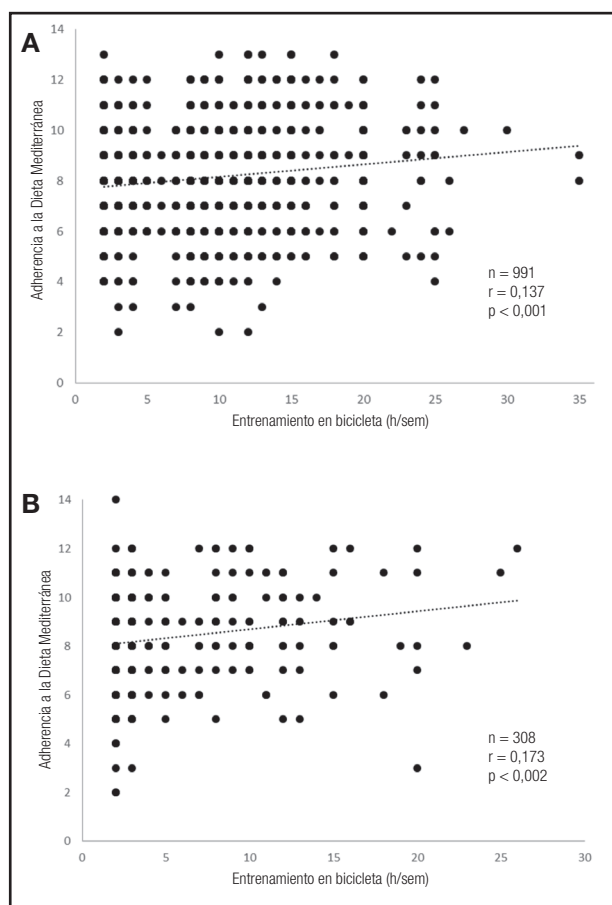 A
14
12
10
8
6
4
2
0
Adherencia a la Dieta Mediterránea
n = 991
r = 0,137
p < 0,001
0 5 10 15 20 25 30 35
Entrenamiento en bicicleta (h/sem)
B
16
14
12
10
8
6
4
2
0
Adherencia a la Dieta Mediterránea
n = 308
r = 0,173
p < 0,002
0 5 10 15 20 25 30
Entrenamiento en bicicleta (h/sem)